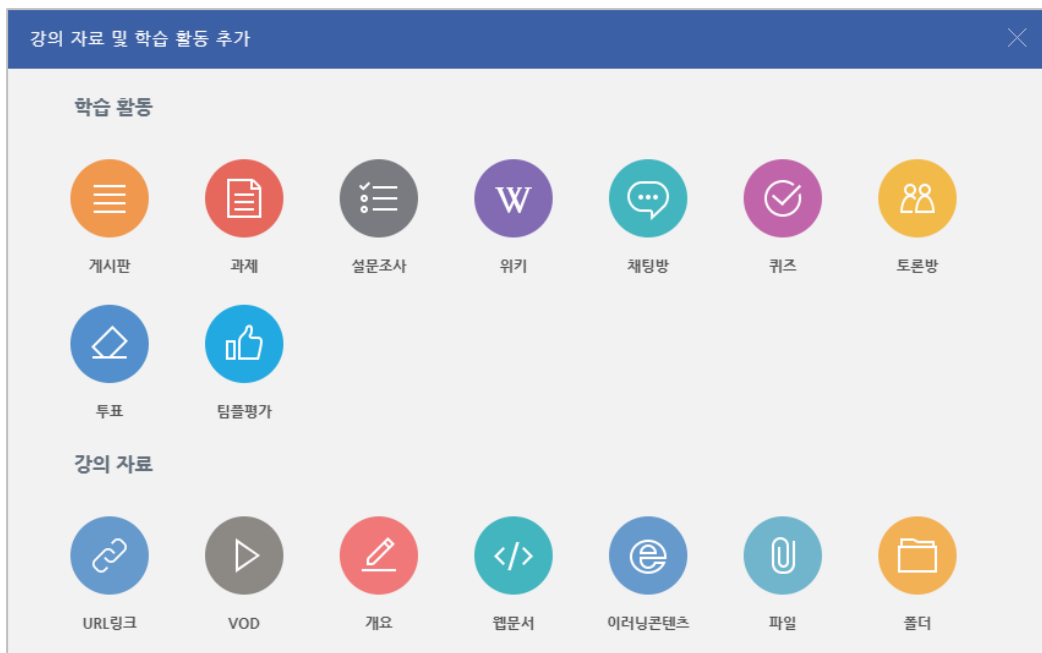 강의 자료 및 학습 활동 추가
학습 활동
W
게시판 과제 설문조사 위키 채팅방 퀴즈 토론방
투표 팀플평가
강의 자료
</> e
URL링크 VOD 개요 웹문서 이러닝콘텐츠 파일 폴더